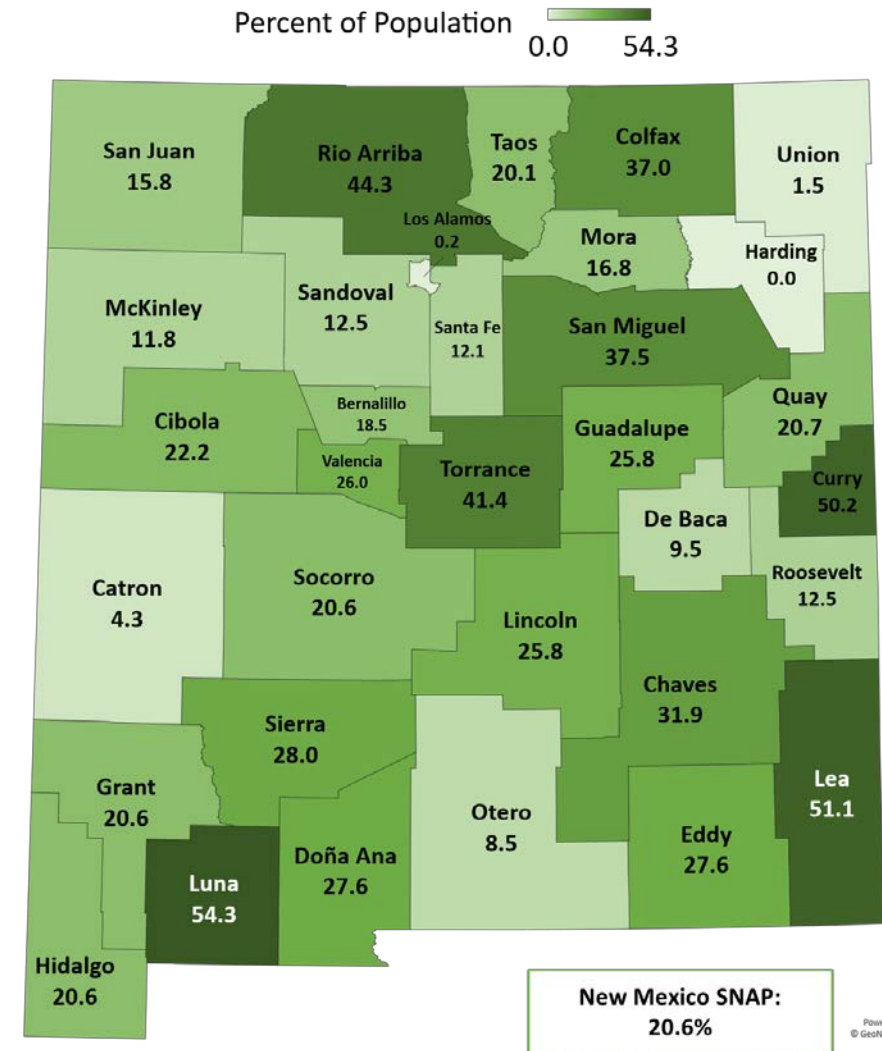 Percent of Population
0.0 54.3
San Juan
15.8
Rio Arriba
44.3
Taos
20.1
Colfax
37.0
Union
1.5
Los Alamos
0.2
Mora
16.8
Harding
0.0
McKinley
11.8
Sandoval
12.5
Santa Fe
12.1
San Miguel
37.5
Quay
20.7
Cibola
22.2
Bernalillo
18.5
Guadalupe
25.8
Valencia
26.0
Torrance
41.4
Curry
50.2
De Baca
9.5
Roosevelt
12.5
Catron
4.3
Socorro
20.6
Lincoln
25.8
Chaves
31.9
Sierra
28.0
Grant
20.6
Lea
51.1
Otero
8.5
Eddy
27.6
Doña Ana
27.6
Luna
54.3
Hidalgo
20.6
New Mexico SNAP:
20.6%
Powe
© GeoN